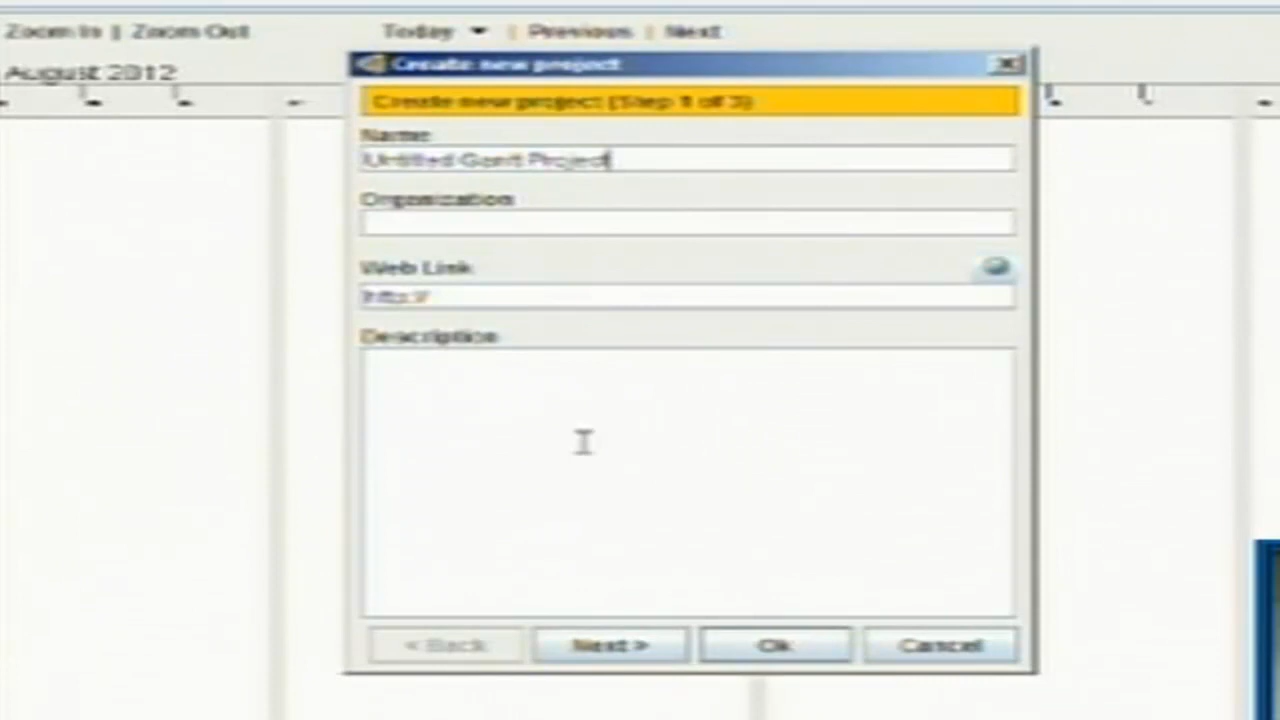 Zoom In | Zoom Out
Today | Previous | Next
August 2012
Create new project
Create new project (Step 1 of 3)
Name
Untitled Gantt Project
Organization
Web Link
http://
Description
< Back
Next >
Ok
Cancel